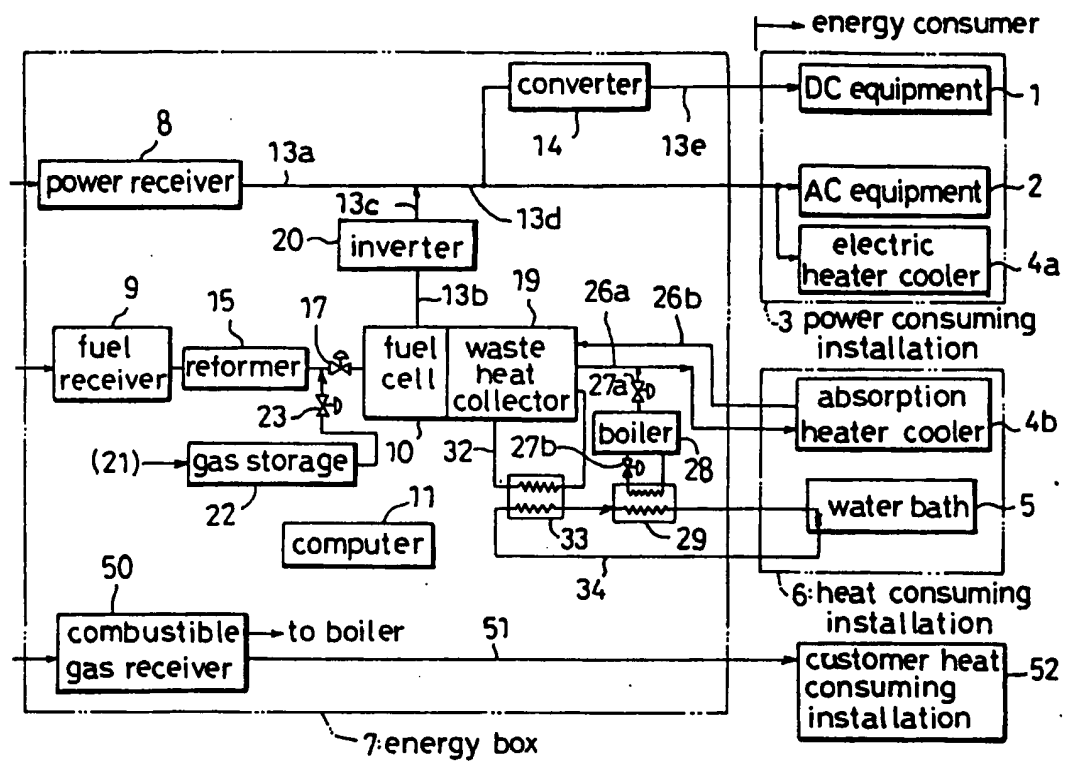 energy consumer
converter
DC equipment
1
8
14
13e
13a
power receiver
AC equipment
2
13c
13d
20
inverter
electric
heater cooler
4a
13b
9
15
17
19
26a
26b
3 power consuming
installation
fuel
receiver
reformer
fuel
cell
waste
heat
collector
27a
absorption
heater cooler
4b
23
boiler
28
(21)
gas storage
22
10
32
27b
11
water bath
5
computer
33
29
34
50
6:heat consuming
installation
combustible
gas receiver
to boiler
51
customer heat
consuming
installation
52
7:energy box